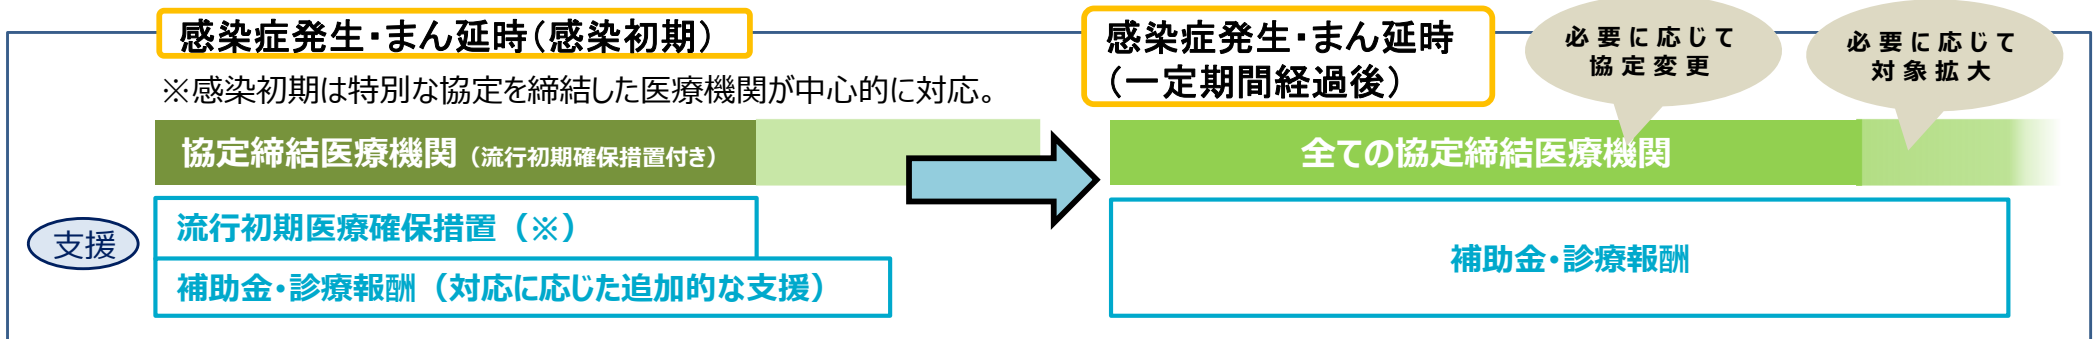 感染症発生・まん延時（感染初期）
※感染初期は特別な協定を締結した医療機関が中心的に対応。
協定締結医療機関（流行初期確保措置付き）
支援
流行初期医療確保措置（※）
補助金・診療報酬（対応に応じた追加的な支援）
感染症発生・まん延時
（一定期間経過後）
必要に応じて
協定変更
必要に応じて
対象拡大
全ての協定締結医療機関
補助金・診療報酬